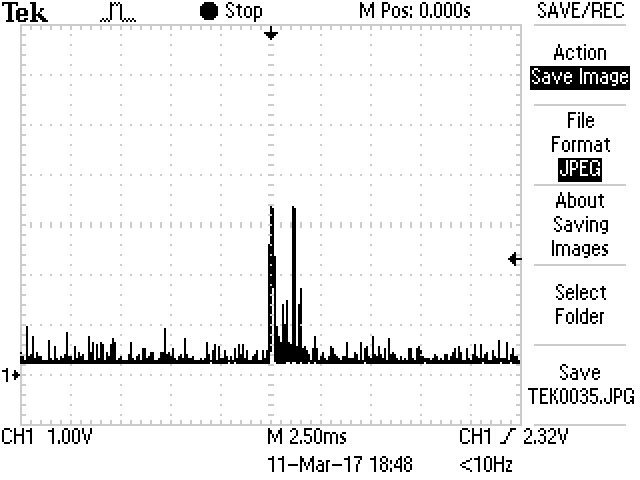 Tek Stop M Pos: 0.000s SAVE/REC
Action
Save Image
File
Format
JPEG
About
Saving
Images
Select
Folder
Save
TEK0035.JPG
1
CH1 1.00V M 2.50ms CH1 2.32V
11-Mar-17 18:48 <10Hz